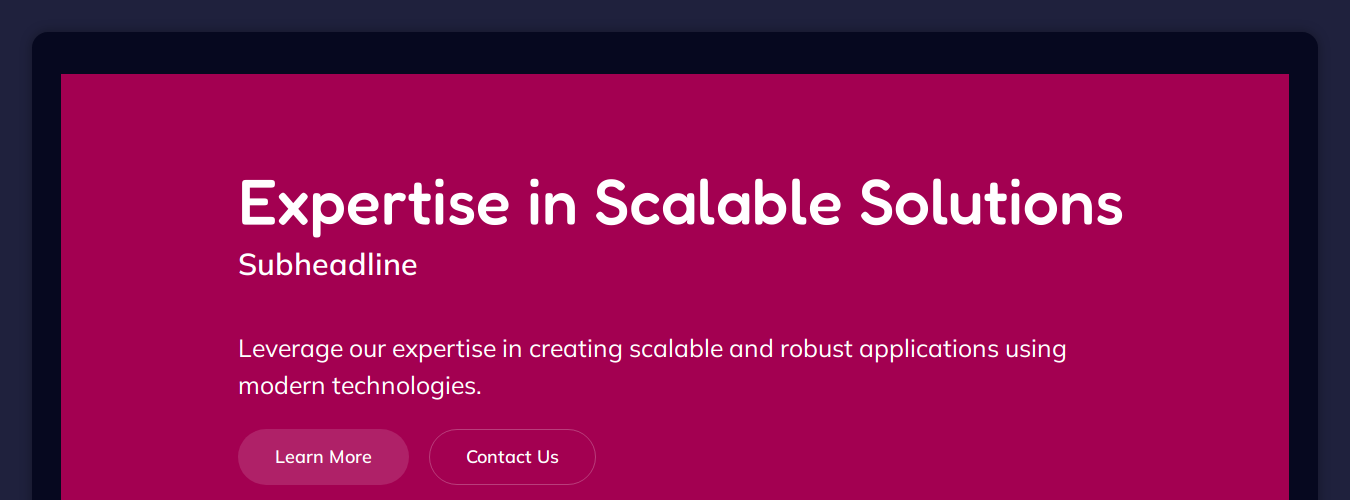 Expertise in Scalable Solutions
Subheadline
Leverage our expertise in creating scalable and robust applications using
modern technologies.
Learn More
Contact Us